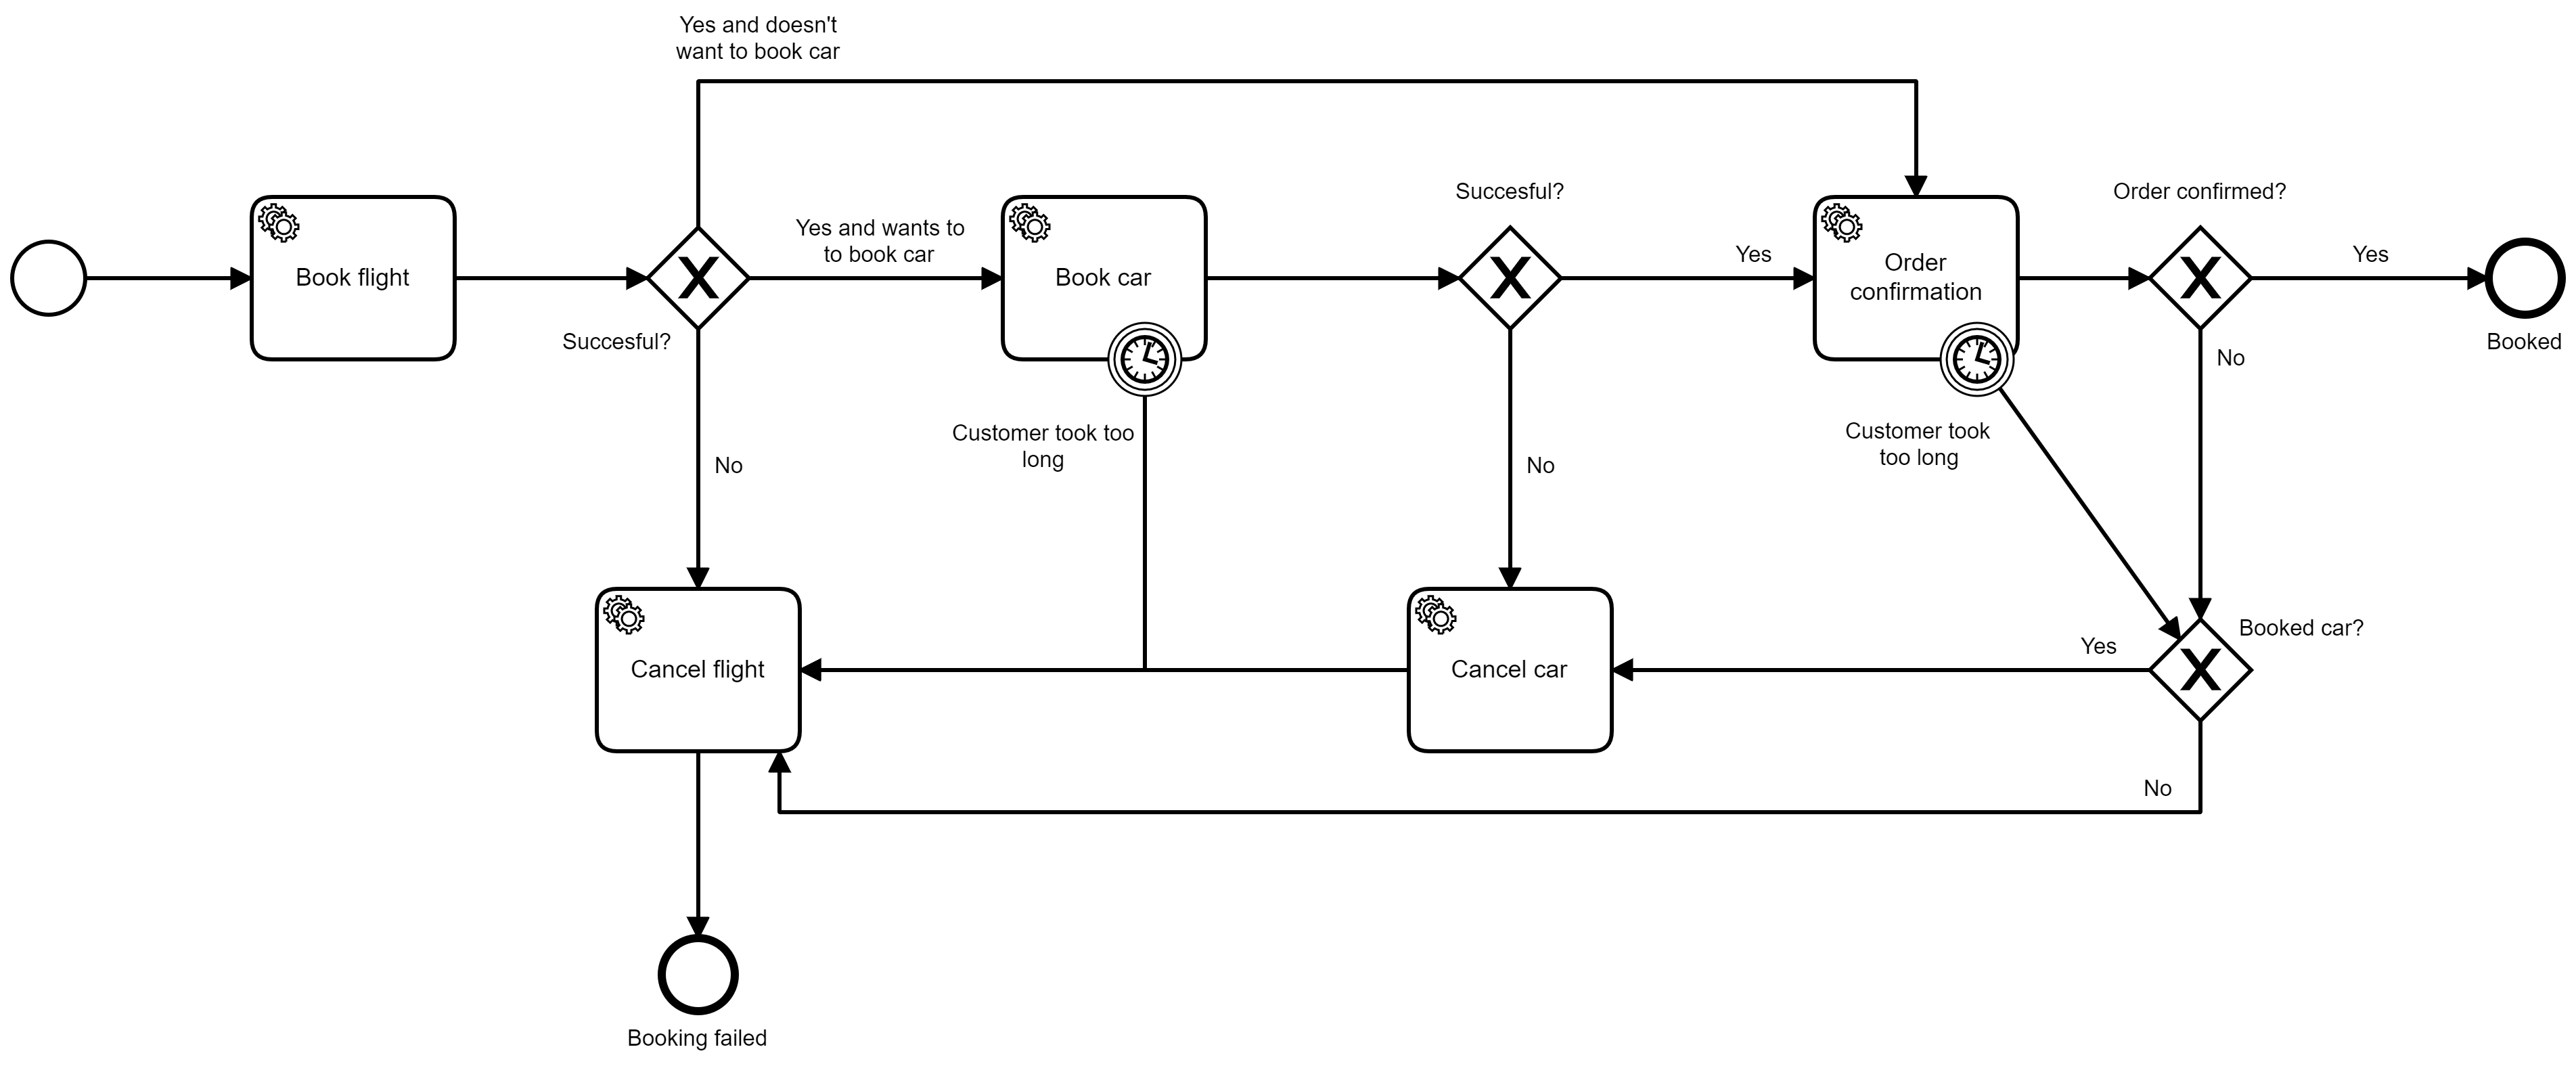 Yes and doesn't
want to book car
Succesful?
Order confirmed?
Yes and wants to
to book car
Yes
Yes
Book flight
Book car
Order
confirmation
Succesful?
Booked
No
Customer took too
long
Customer took
too long
No
No
Booked car?
Yes
Cancel flight
Cancel car
No
Booking failed